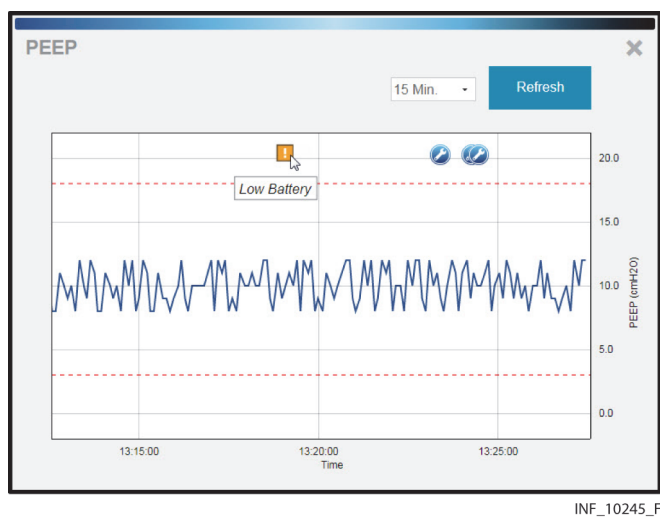 PEEP
15 Min.
Refresh
Low Battery
20.0
15.0
10.0
5.0
0.0
PEEP (cmH2O)
13:15:00
13:20:00
13:25:00
Time
INF_10245_F